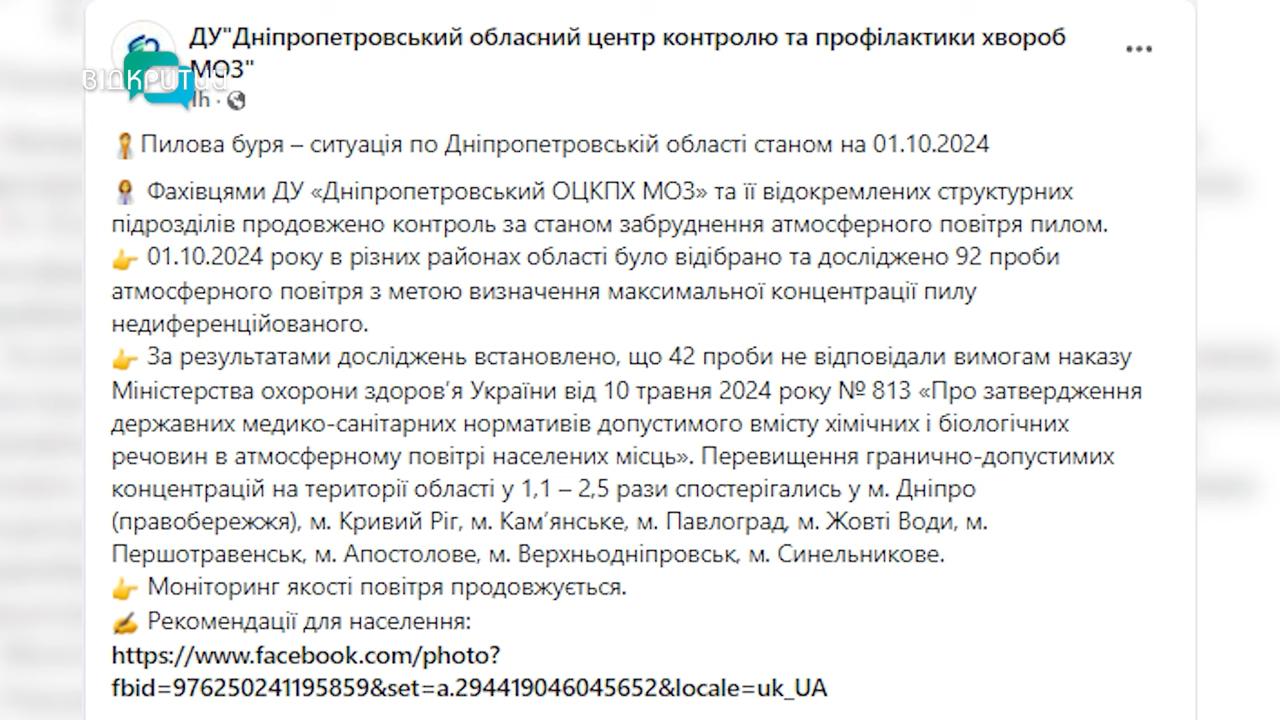 ДУ"Дніпропетровський обласний центр контролю та профілактики хвороб
МОЗ"
ВІДКРИТИЙ
1h ·
Пилова буря – ситуація по Дніпропетровській області станом на 01.10.2024
Фахівцями ДУ «Дніпропетровський ОЦКПХ МОЗ» та її відокремлених структурних
підрозділів продовжено контроль за станом забруднення атмосферного повітря пилом.
👉 01.10.2024 року в різних районах області було відібрано та досліджено 92 проби
атмосферного повітря з метою визначення максимальної концентрації пилу
недиференційованого.
👉 За результатами досліджень встановлено, що 42 проби не відповідали вимогам наказу
Міністерства охорони здоров’я України від 10 травня 2024 року № 813 «Про затвердження
державних медико-санітарних нормативів допустимого вмісту хімічних і біологічних
речовин в атмосферному повітрі населених місць». Перевищення гранично-допустимих
концентрацій на території області у 1,1 – 2,5 рази спостерігались у м. Дніпро
(правобережжя), м. Кривий Ріг, м. Кам’янське, м. Павлоград, м. Жовті Води, м.
Першотравенськ, м. Апостолове, м. Верхньодніпровськ, м. Синельникове.
👉 Моніторинг якості повітря продовжується.
✍ Рекомендації для населення:
https://www.facebook.com/photo?
fbid=976250241195859&set=a.294419046045652&locale=uk_UA